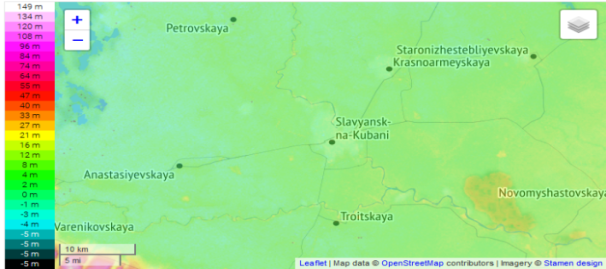 149 m
134 m
120 m
108 m
96 m
84 m
74 m
64 m
55 m
47 m
40 m
33 m
27 m
21 m
16 m
12 m
8 m
4 m
2 m
0 m
-1 m
-3 m
-4 m
-5 m
-5 m
-5 m
-5 m
+
−
Petrovskaya
Staronizhestebliyevskaya
Krasnoarmeyskaya
Slavyansk-
na-Kubani
Anastasiyevskaya
Novomyshastovskaya
Troitskaya
Varenikovskaya
10 km
5 mi
Leaflet | Map data © OpenStreetMap contributors | Imagery © Stamen design